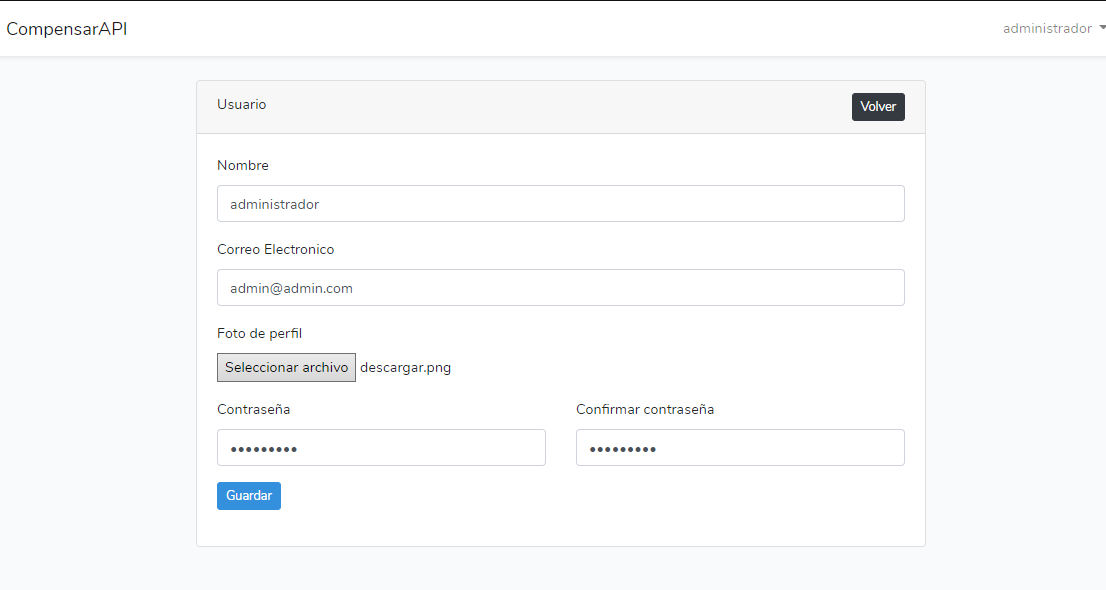 CompensarAPI
administrador
Usuario
Volver
Nombre
administrador
Correo Electronico
admin@admin.com
Foto de perfil
Seleccionar archivo descargar.png
Contraseña
Confirmar contraseña
•••••••••
•••••••••
Guardar